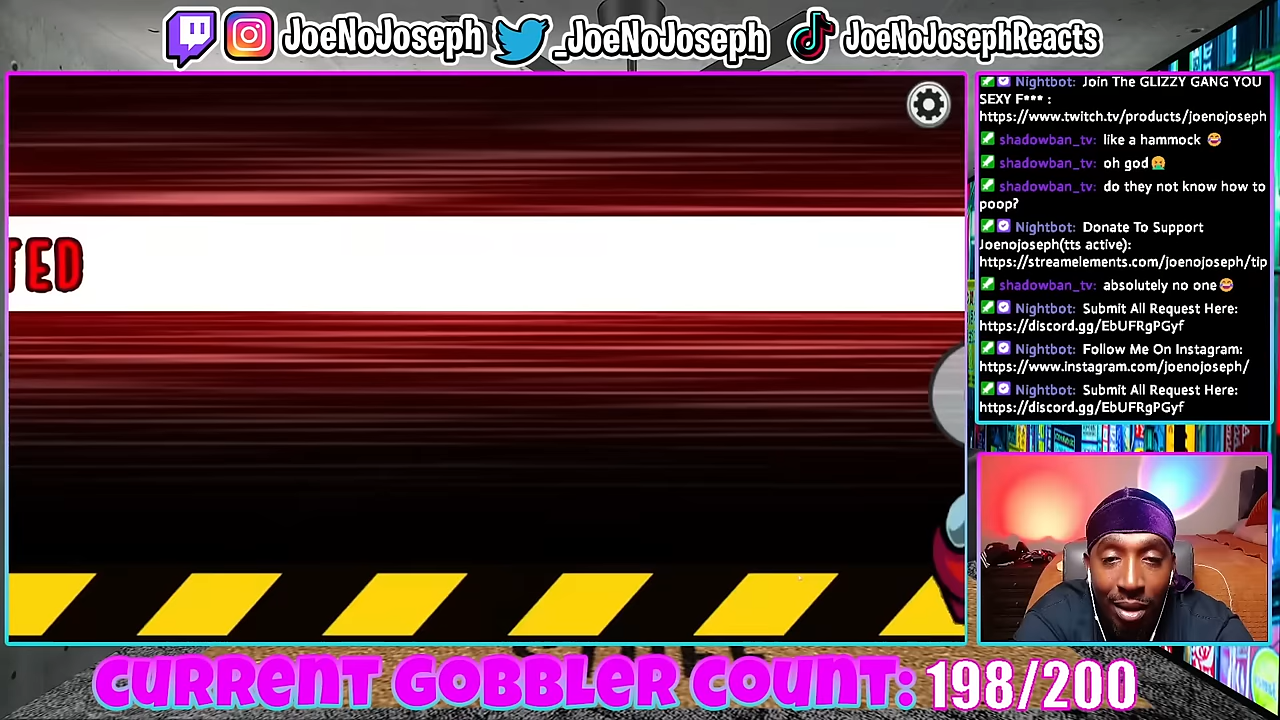 JoeNoJoseph _JoeNoJoseph JoeNoJosephReacts
TED
Nightbot: Join The GLIZZY GANG YOU
SEXY F*** :
https://www.twitch.tv/products/joenojoseph
shadowban_tv: like a hammock 😂
shadowban_tv: oh god🤮
shadowban_tv: do they not know how to
poop?
Nightbot: Donate To Support
Joenojoseph(tts active):
https://streamelements.com/joenojoseph/tip
shadowban_tv: absolutely no one😂
Nightbot: Submit All Request Here:
https://discord.gg/EbUFRgPGyf
Nightbot: Follow Me On Instagram:
https://www.instagram.com/joenojoseph/
Nightbot: Submit All Request Here:
https://discord.gg/EbUFRgPGyf
CURRENT GOBBLER COUNT: 198/200